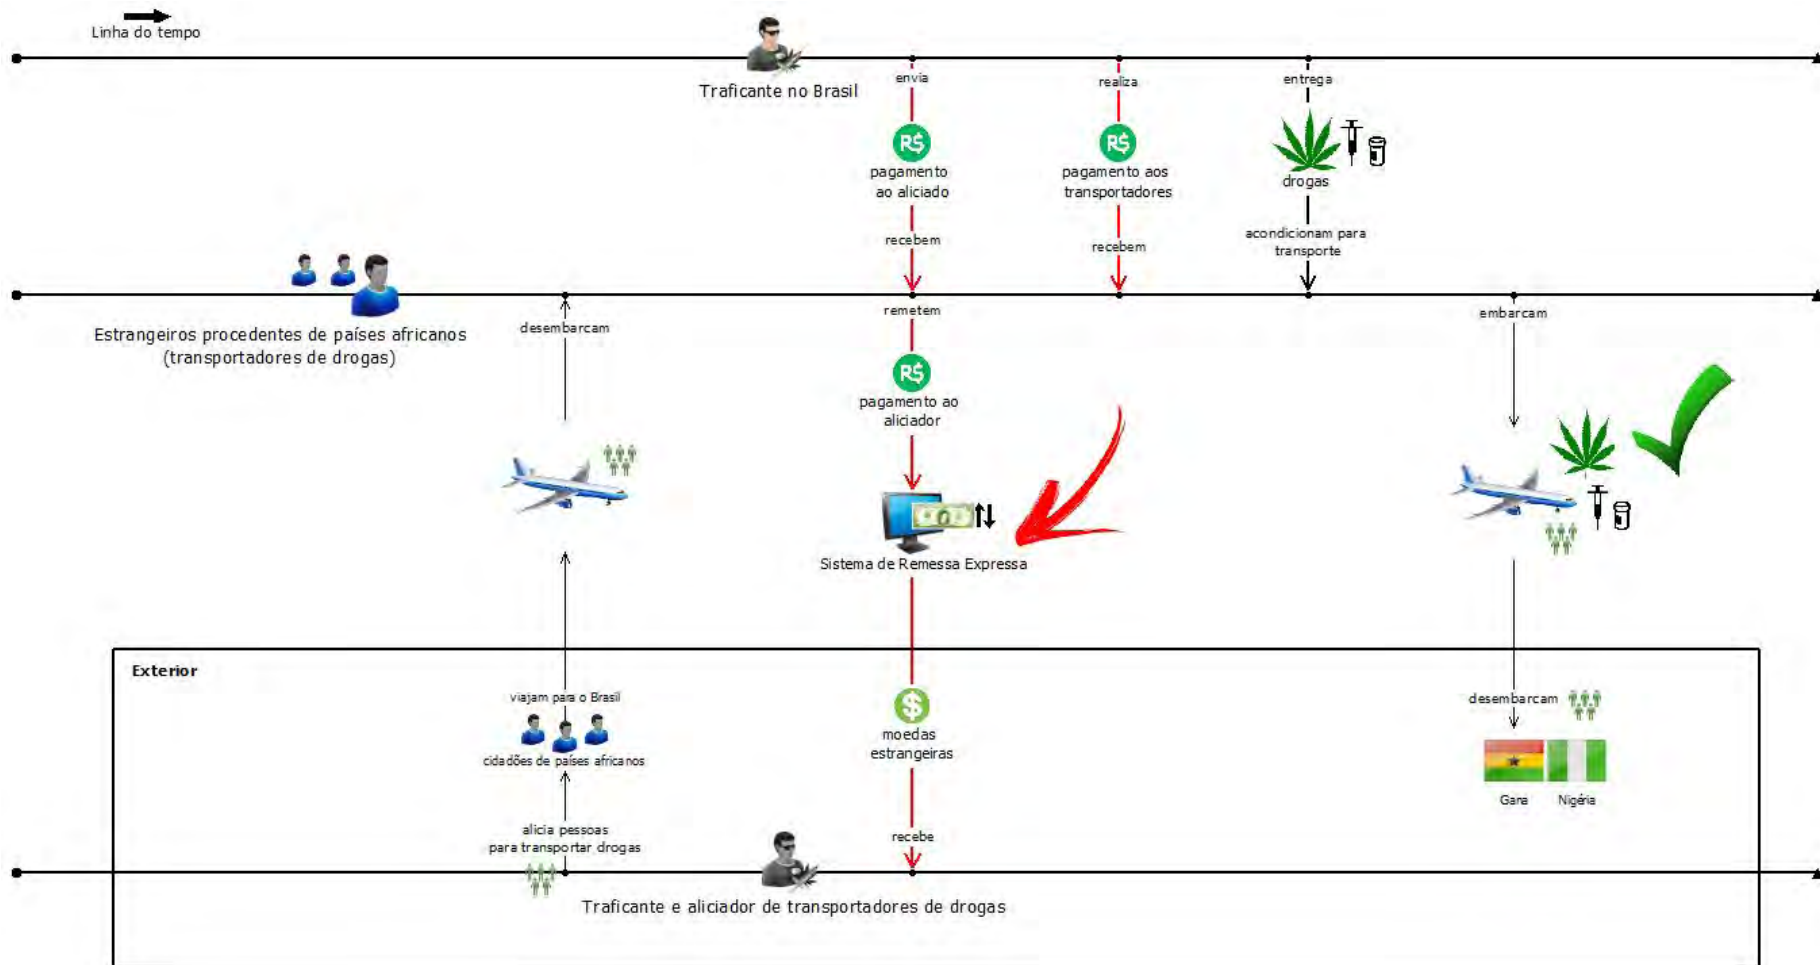 Linha do tempo
Traficante no Brasil
envia
realiza
entrega
R$
R$
pagamento
ao aliciado
pagamento aos
transportadores
drogas
recebem
recebem
acondicionam para
transporte
Estrangeiros procedentes de países africanos
(transportadores de drogas)
desembarcam
remetem
embarcam
R$
pagamento ao
aliciador
Sistema de Remessa Expressa
Exterior
viajam para o Brasil
cidadões de países africanos
alicia pessoas
para transportar drogas
$
moedas
estrangeiras
recebe
desembarcam
Gana
Nigéria
Traficante e aliciador de transportadores de drogas